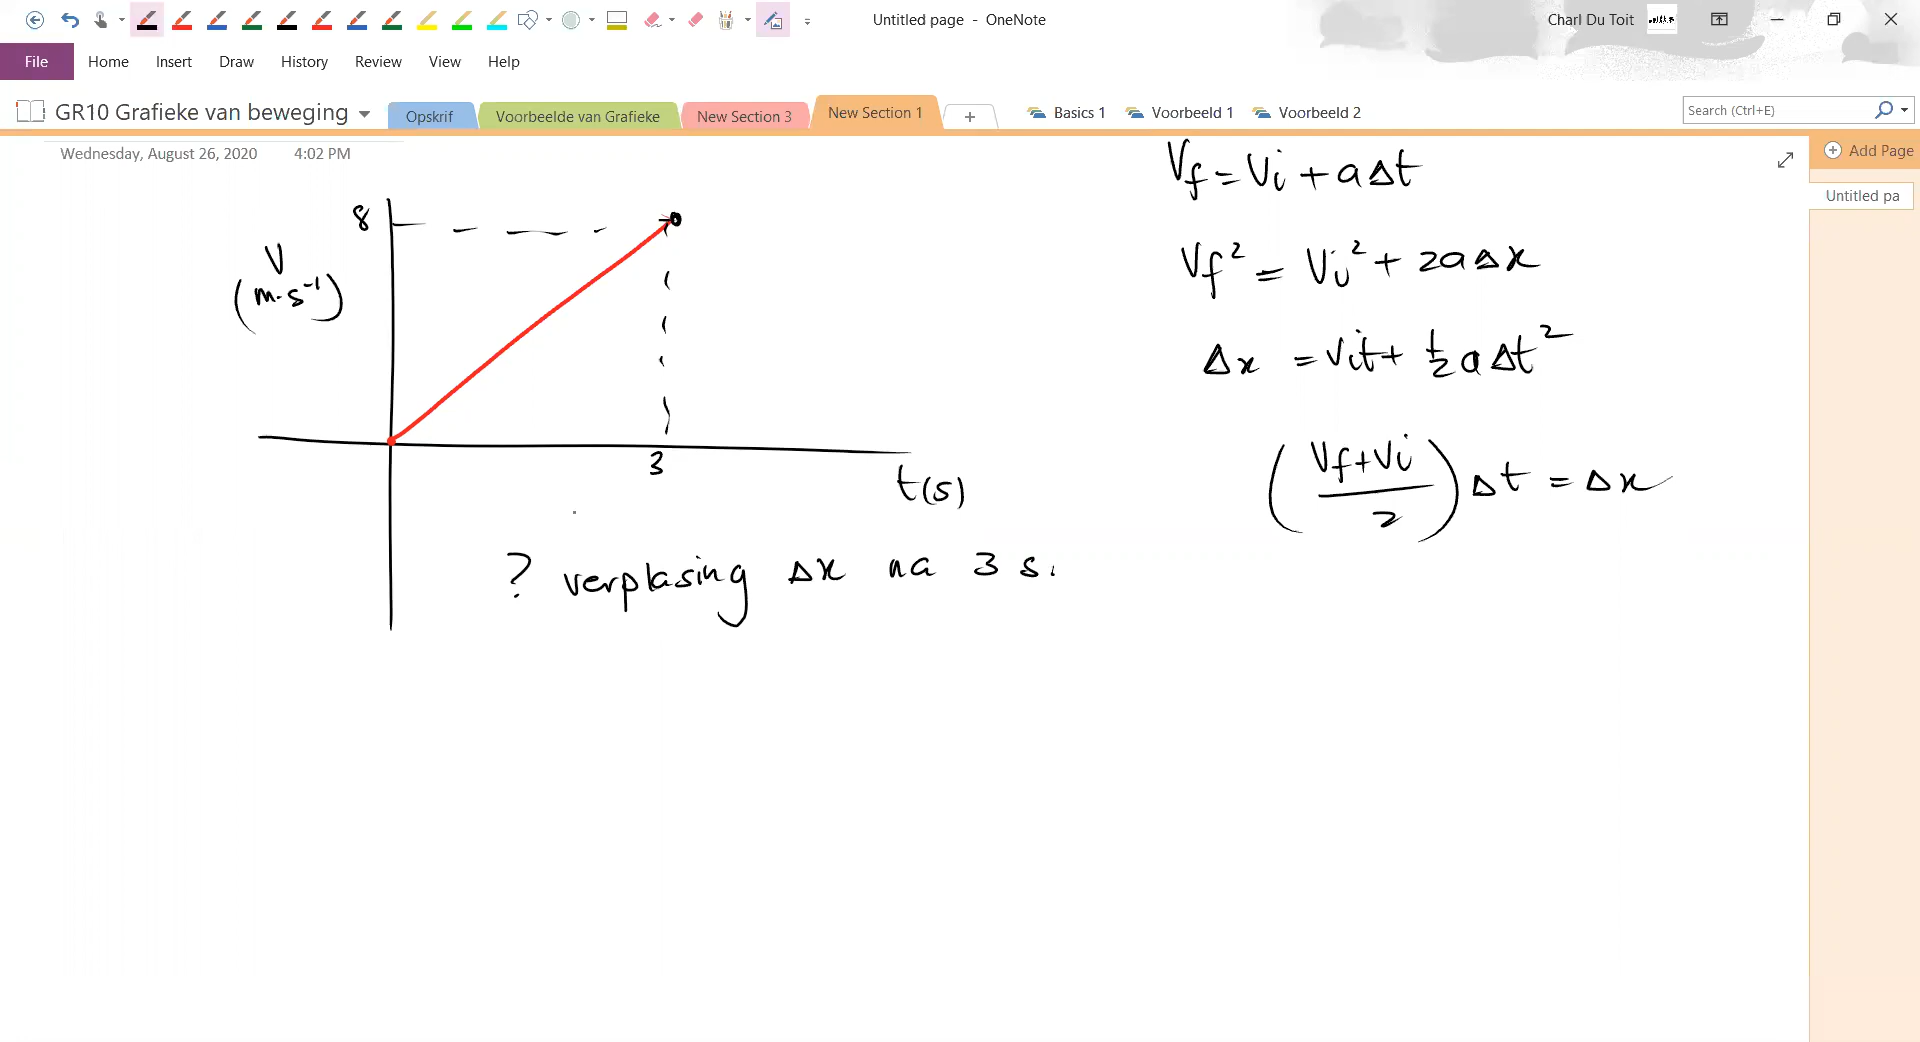 Untitled page - OneNote
Charl Du Toit
File Home Insert Draw History Review View Help
GR10 Grafieke van beweging
Opskrif
Voorbeelde van Grafieke
New Section 3
New Section 1
+
Basics 1
Voorbeeld 1
Voorbeeld 2
Search (Ctrl+E)
Wednesday, August 26, 2020 4:02 PM
Add Page
Untitled pa
8
V
(m·s⁻¹)
3
t(s)
? verplasing Δx na 3 s.
Vf = Vi + aΔt
Vf² = Vi² + 2aΔx
Δx = Vit + ½aΔt²
(Vf+Vi / 2) Δt = Δx